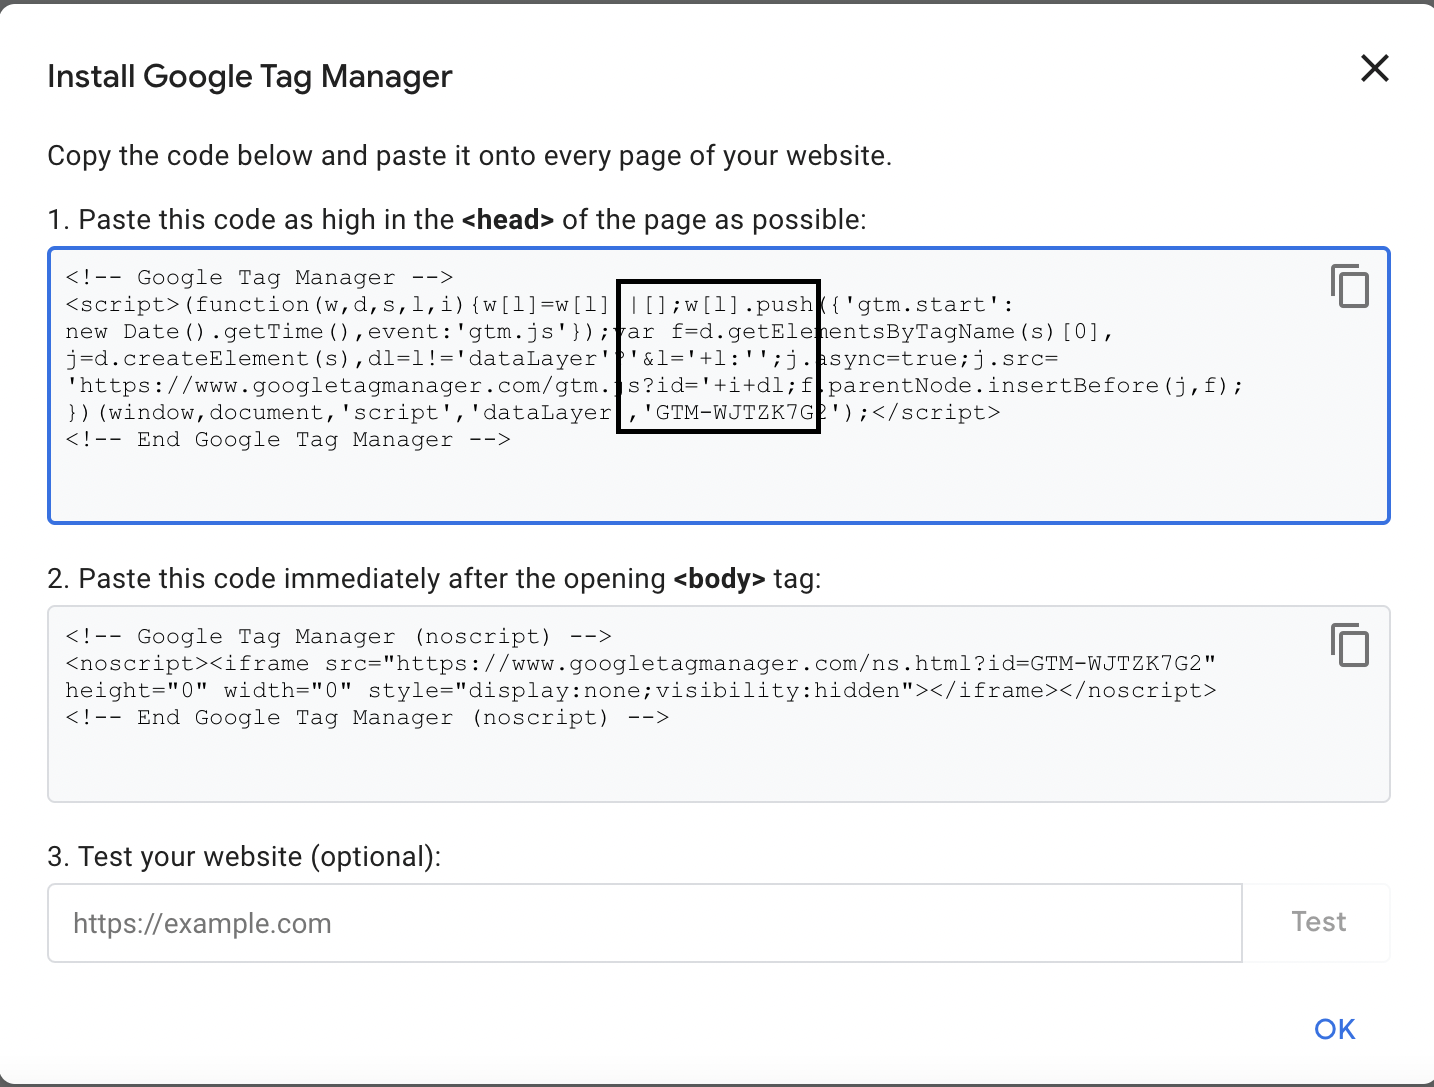 Install Google Tag Manager
Copy the code below and paste it onto every page of your website.
1. Paste this code as high in the <head> of the page as possible:
<!-- Google Tag Manager -->
<script>(function(w,d,s,l,i){w[l]=w[l]||[];w[l].push({'gtm.start':
new Date().getTime(),event:'gtm.js'});var f=d.getElementsByTagName(s)[0],
j=d.createElement(s),dl=l!='dataLayer'?'&l='+l:'';j.async=true;j.src=
'https://www.googletagmanager.com/gtm.js?id='+i+dl;f.parentNode.insertBefore(j,f);
})(window,document,'script','dataLayer','GTM-WJTZK7G2');</script>
<!-- End Google Tag Manager -->
2. Paste this code immediately after the opening <body> tag:
<!-- Google Tag Manager (noscript) -->
<noscript><iframe src="https://www.googletagmanager.com/ns.html?id=GTM-WJTZK7G2"
height="0" width="0" style="display:none;visibility:hidden"></iframe></noscript>
<!-- End Google Tag Manager (noscript) -->
3. Test your website (optional):
https://example.com
Test
OK